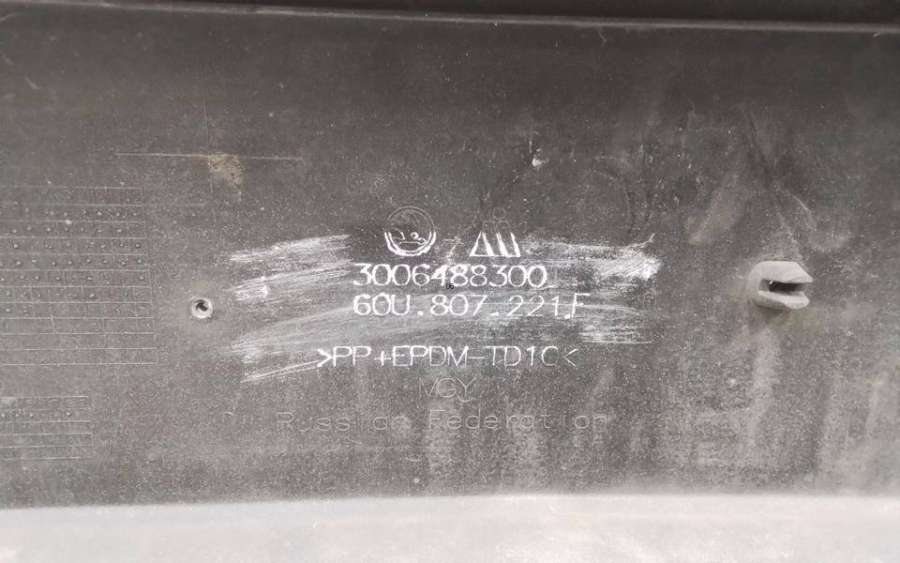 3006488300
60U.807.221.F
>PP+EPDM-TD10<
MGY
Russian Federation